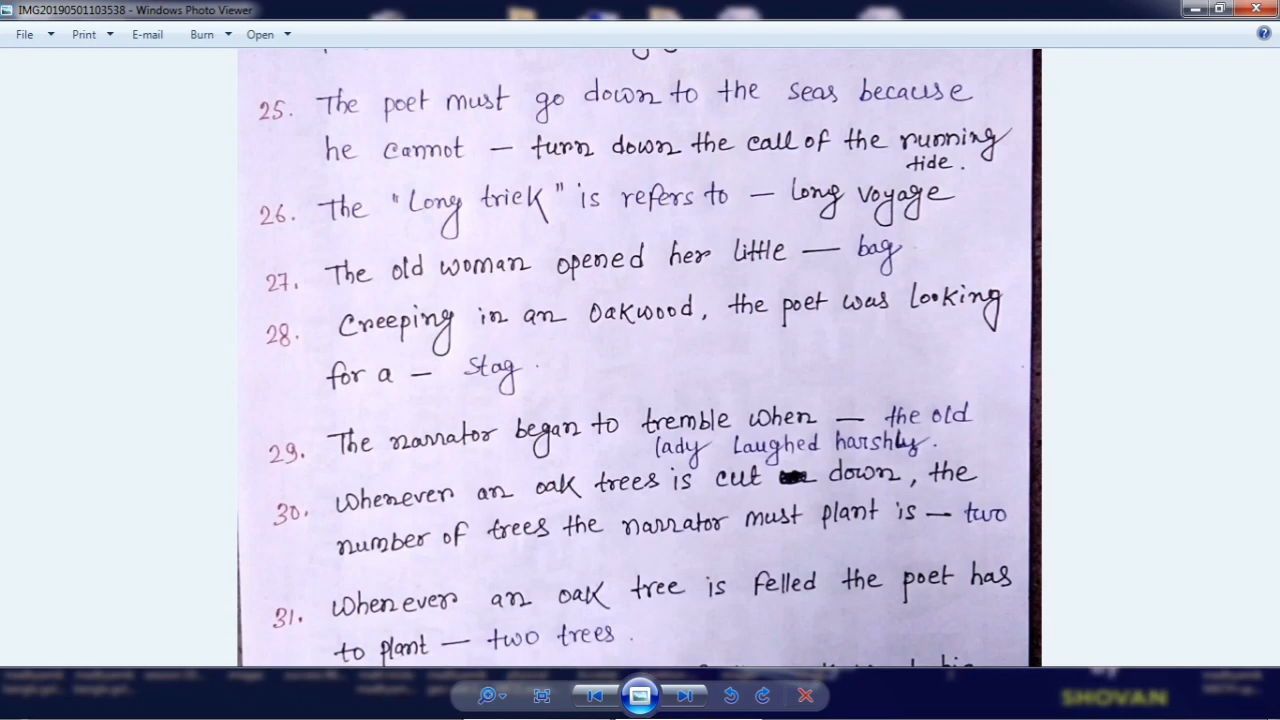 IMG20190501103538 - Windows Photo Viewer
File Print E-mail Burn Open
25. The poet must go down to the seas because
he cannot – turn down the call of the running
tide.
26. The "Long trick" is refers to – long voyage
27. The old woman opened her little – bag
28. Creeping in an oakwood, the poet was looking
for a – stag.
29. The narrator began to tremble when – the old
lady laughed harshly.
30. Whenever an oak trees is cut down, the
number of trees the narrator must plant is – two
31. Whenever an oak tree is felled the poet has
to plant – two trees.
SHOVAN